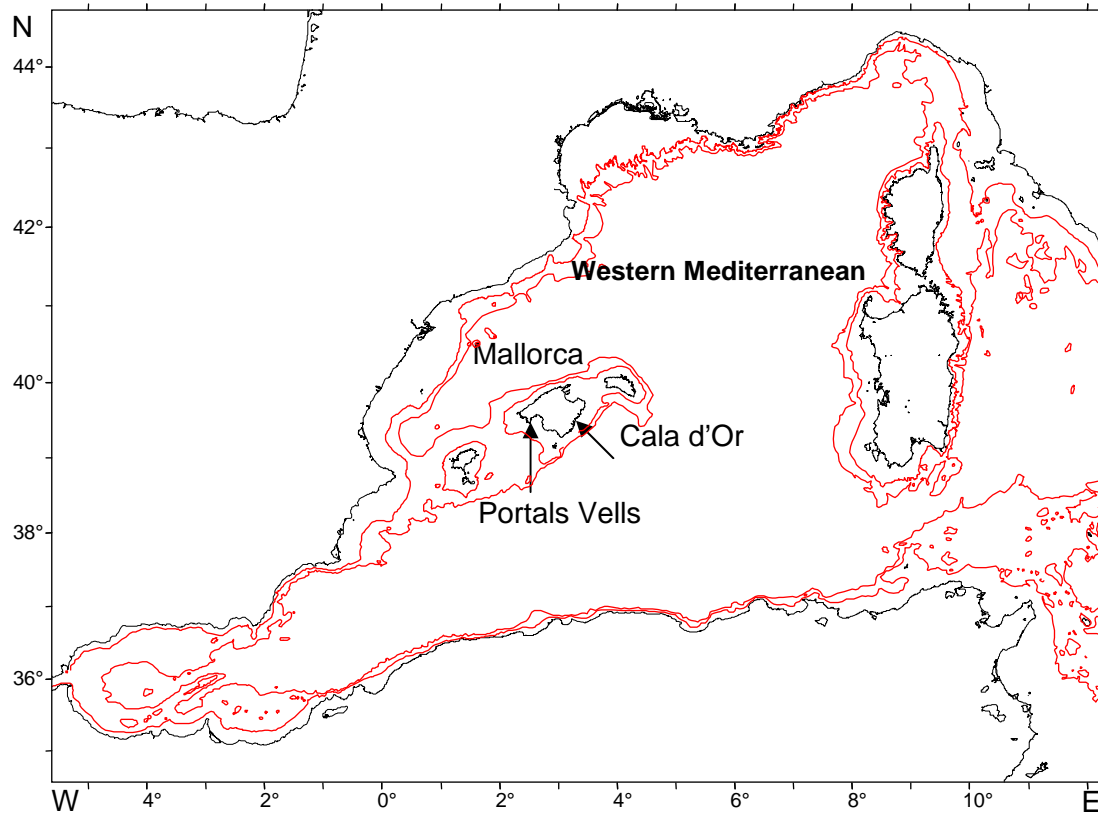 N
44°
42°
Western Mediterranean
Mallorca
40°
Cala d'Or
Portals Vells
38°
36°
W 4° 2° 0° 2° 4° 6° 8° 10° E